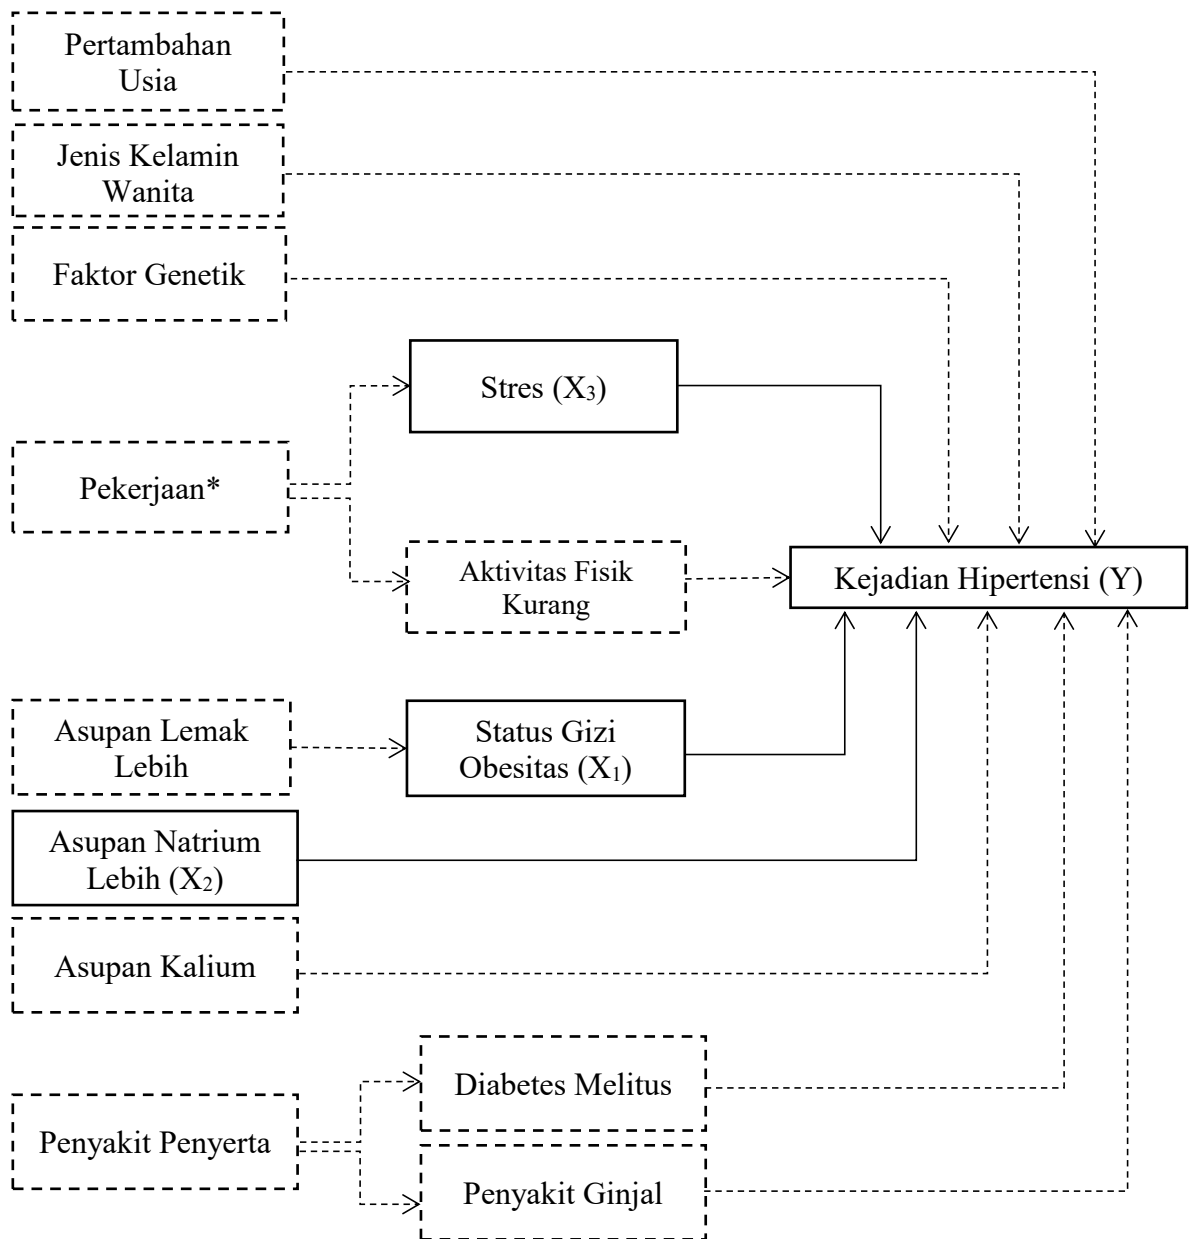 Pertambahan
Usia
Jenis Kelamin
Wanita
Faktor Genetik
Stres (X₃)
Pekerjaan*
Aktivitas Fisik
Kurang
Kejadian Hipertensi (Y)
Asupan Lemak
Lebih
Status Gizi
Obesitas (X₁)
Asupan Natrium
Lebih (X₂)
Asupan Kalium
Diabetes Melitus
Penyakit Penyerta
Penyakit Ginjal